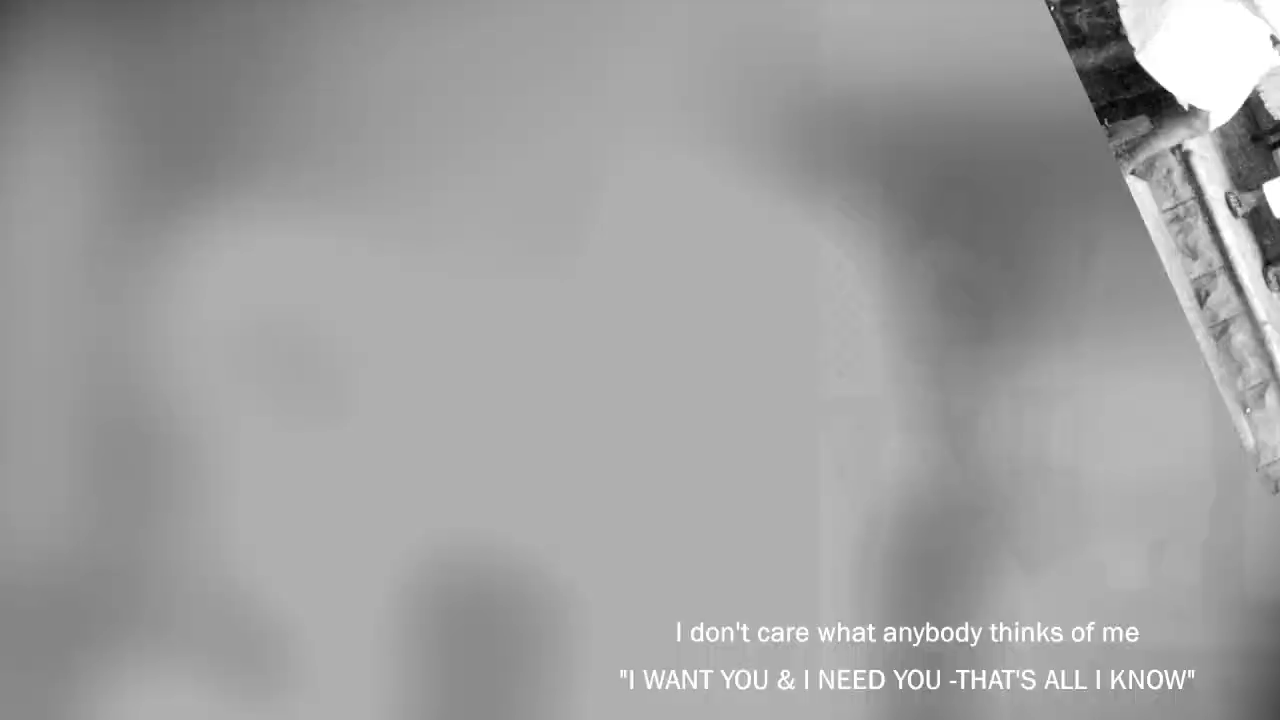 I don't care what anybody thinks of me
"I WANT YOU & I NEED YOU -THAT'S ALL I KNOW"